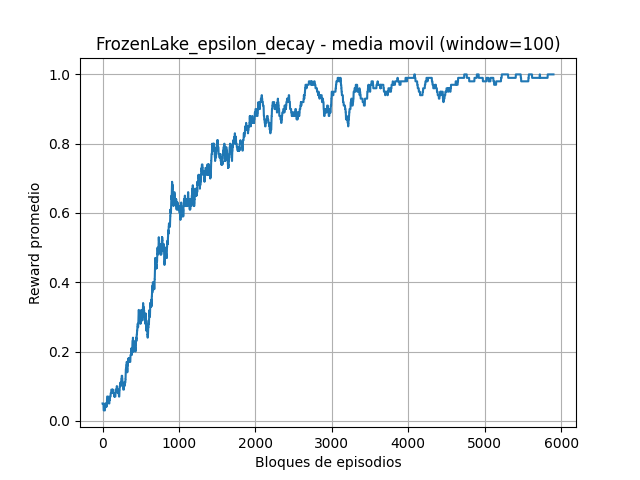 FrozenLake_epsilon_decay - media movil (window=100)
1.0
0.8
0.6
0.4
0.2
0.0
Reward promedio
0 1000 2000 3000 4000 5000 6000
Bloques de episodios